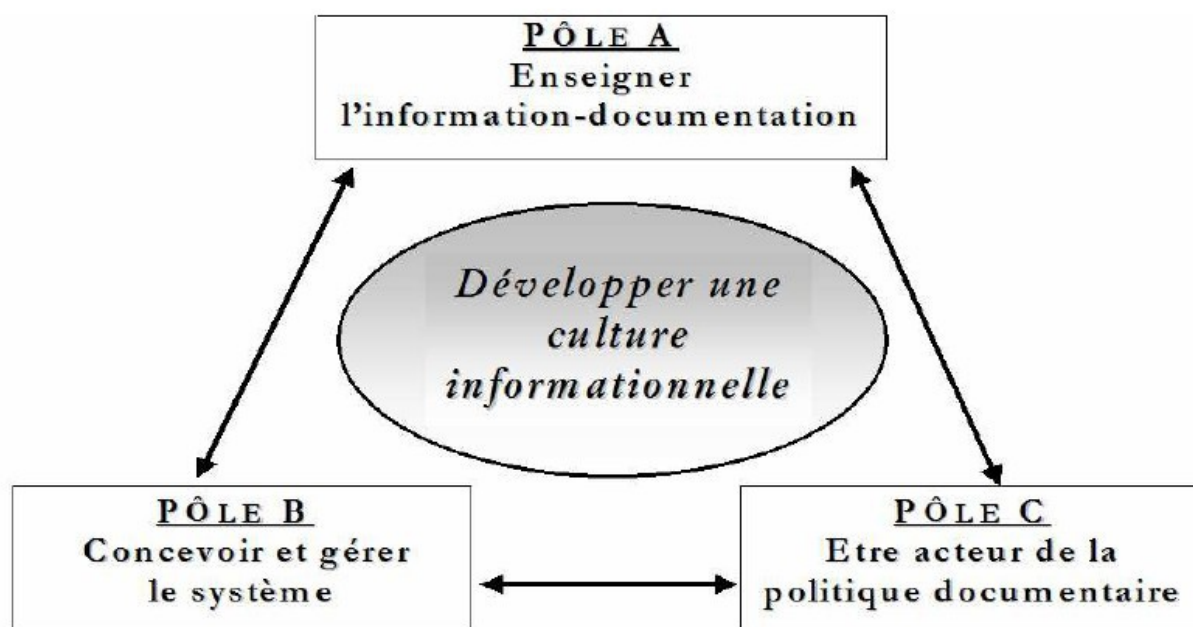 PÔLE A
Enseigner
l'information-documentation
Développer une
culture
informationnelle
PÔLE B
Concevoir et gérer
le système
PÔLE C
Etre acteur de la
politique documentaire